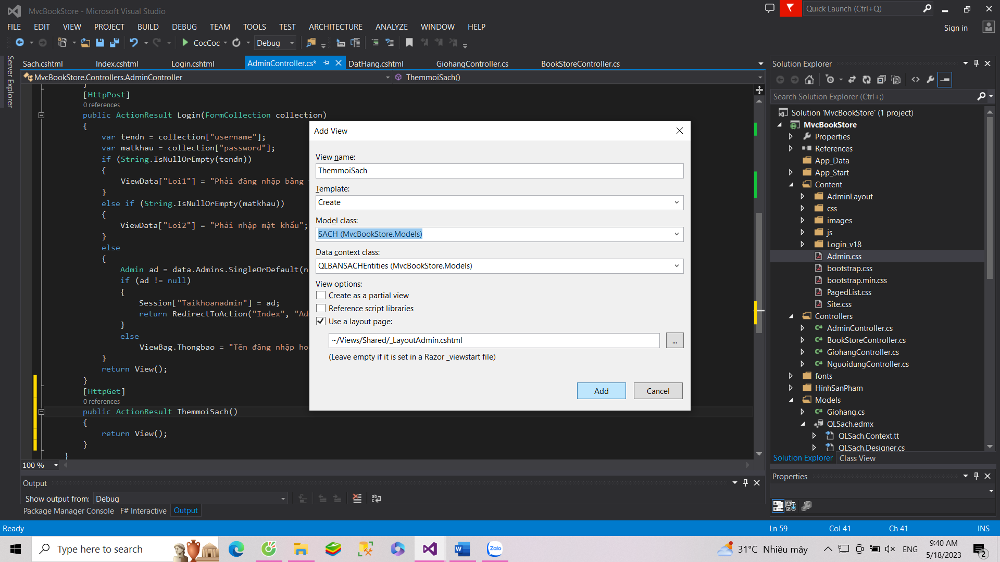 MvcBookStore - Microsoft Visual Studio
Quick Launch (Ctrl+Q)
FILE EDIT VIEW PROJECT BUILD DEBUG TEAM TOOLS TEST ARCHITECTURE ANALYZE WINDOW HELP
Sign in
CocCoc Debug
Server Explorer
Sach.cshtml Index.cshtml Login.cshtml AdminController.cs* DatHang.cshtml GiohangController.cs BookStoreController.cs
MvcBookStore.Controllers.AdminController ThemmoiSach()
}
[HttpPost]
0 references
public ActionResult Login(FormCollection collection)
{
var tendn = collection["username"];
var matkhau = collection["password"];
if (String.IsNullOrEmpty(tendn))
{
ViewData["Loi1"] = "Phải đăng nhập bằng
}
else if (String.IsNullOrEmpty(matkhau))
{
ViewData["Loi2"] = "Phải nhập mật khẩu";
}
else
{
Admin ad = data.Admins.SingleOrDefault(n
if (ad != null)
{
Session["Taikhoanadmin"] = ad;
return RedirectToAction("Index", "Ad
}
else
ViewBag.Thongbao = "Tên đăng nhập ho
}
return View();
}
[HttpGet]
0 references
public ActionResult ThemmoiSach()
{
return View();
}
}
100 %
Add View
View name:
ThemmoiSach
Template:
Create
Model class:
SACH (MvcBookStore.Models)
Data context class:
QLBANSACHEntities (MvcBookStore.Models)
View options:
Create as a partial view
Reference script libraries
Use a layout page:
~/Views/Shared/_LayoutAdmin.cshtml
...
(Leave empty if it is set in a Razor _viewstart file)
Add Cancel
Solution Explorer
Search Solution Explorer (Ctrl+;)
Solution 'MvcBookStore' (1 project)
MvcBookStore
Properties
References
App_Data
App_Start
Content
AdminLayout
css
images
js
Login_v18
Admin.css
bootstrap.css
bootstrap.min.css
PagedList.css
Site.css
Controllers
AdminController.cs
BookStoreController.cs
GiohangController.cs
NguoidungController.cs
fonts
HinhSanPham
Models
Giohang.cs
QLSach.edmx
QLSach.Context.tt
QLSach.Designer.cs
Solution Explorer Class View
Properties
Output
Show output from: Debug
Package Manager Console F# Interactive Output
Ready
Ln 59 Col 41 Ch 41 INS
Type here to search
Zalo
31°C Nhiều mây
ENG
9:40 AM
5/18/2023
2